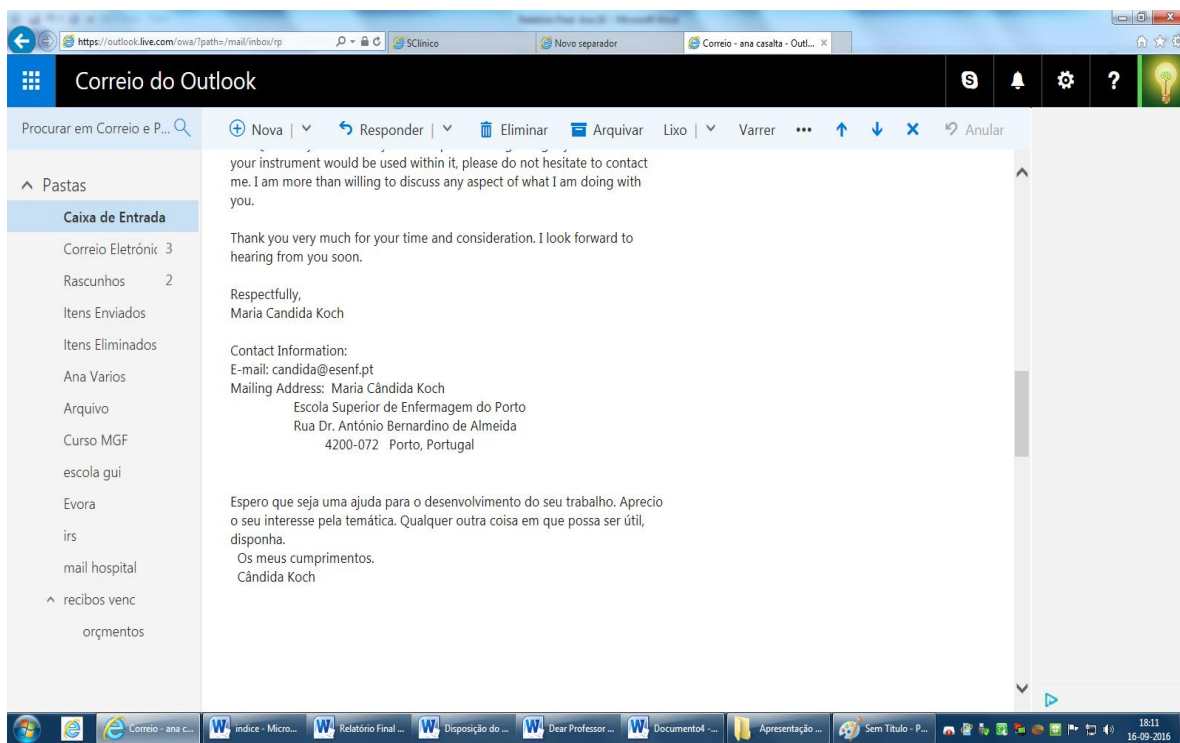 https://outlook.live.com/owa/?path=/mail/inbox/rp
SClínico
Novo separador
Correio - ana casalta - Outl...
Correio do Outlook
Procurar em Correio e P...
Nova
Responder
Eliminar
Arquivar
Lixo
Varrer
Anular
your instrument would be used within it, please do not hesitate to contact
me. I am more than willing to discuss any aspect of what I am doing with
you.
Thank you very much for your time and consideration. I look forward to
hearing from you soon.
Respectfully,
Maria Candida Koch
Contact Information:
E-mail: candida@esenf.pt
Mailing Address: Maria Cândida Koch
Escola Superior de Enfermagem do Porto
Rua Dr. António Bernardino de Almeida
4200-072 Porto, Portugal
Espero que seja uma ajuda para o desenvolvimento do seu trabalho. Aprecio
o seu interesse pela temática. Qualquer outra coisa em que possa ser útil,
disponha.
Os meus cumprimentos.
Cândida Koch
Pastas
Caixa de Entrada
Correio Eletrónic 3
Rascunhos 2
Itens Enviados
Itens Eliminados
Ana Varios
Arquivo
Curso MGF
escola gui
Evora
irs
mail hospital
recibos venc
orçmentos
Correio - ana c...
indice - Micro...
Relatório Final ...
Disposição do ...
Dear Professor ...
Documento4 -...
Apresentação ...
Sem Título - P...
18:11
16-09-2016